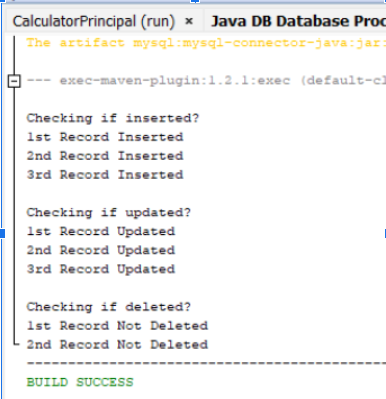 CalculatorPrincipal (run) × Java DB Database Proc
The artifact mysql:mysql-connector-java:jar:
--- exec-maven-plugin:1.2.1:exec (default-cl
Checking if inserted?
1st Record Inserted
2nd Record Inserted
3rd Record Inserted
Checking if updated?
1st Record Updated
2nd Record Updated
3rd Record Updated
Checking if deleted?
1st Record Not Deleted
2nd Record Not Deleted
------------------------------------------------
BUILD SUCCESS